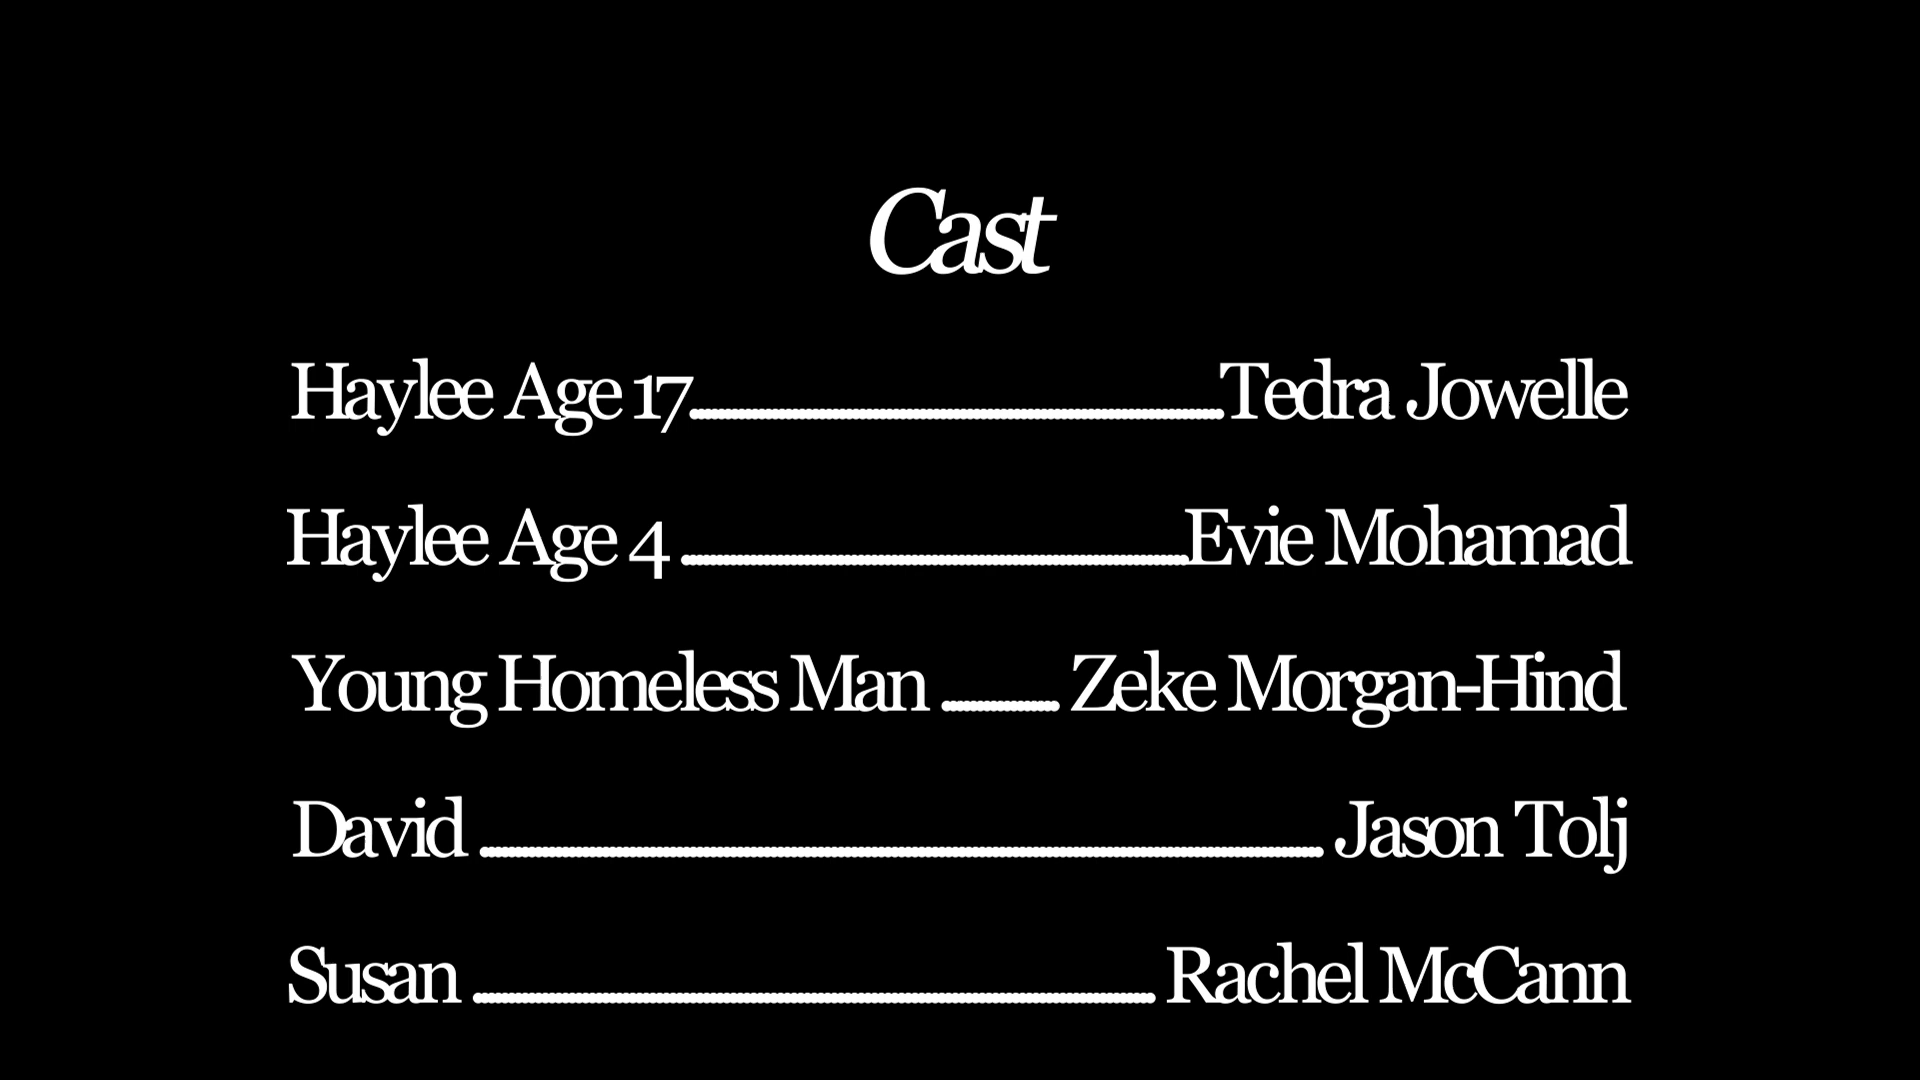 Cast
Haylee Age 17........................................Tedra Jowelle
Haylee Age 4 ........................................Evie Mohamad
Young Homeless Man .......... Zeke Morgan-Hind
David ............................................................ Jason Tolj
Susan .................................................. Rachel McCann